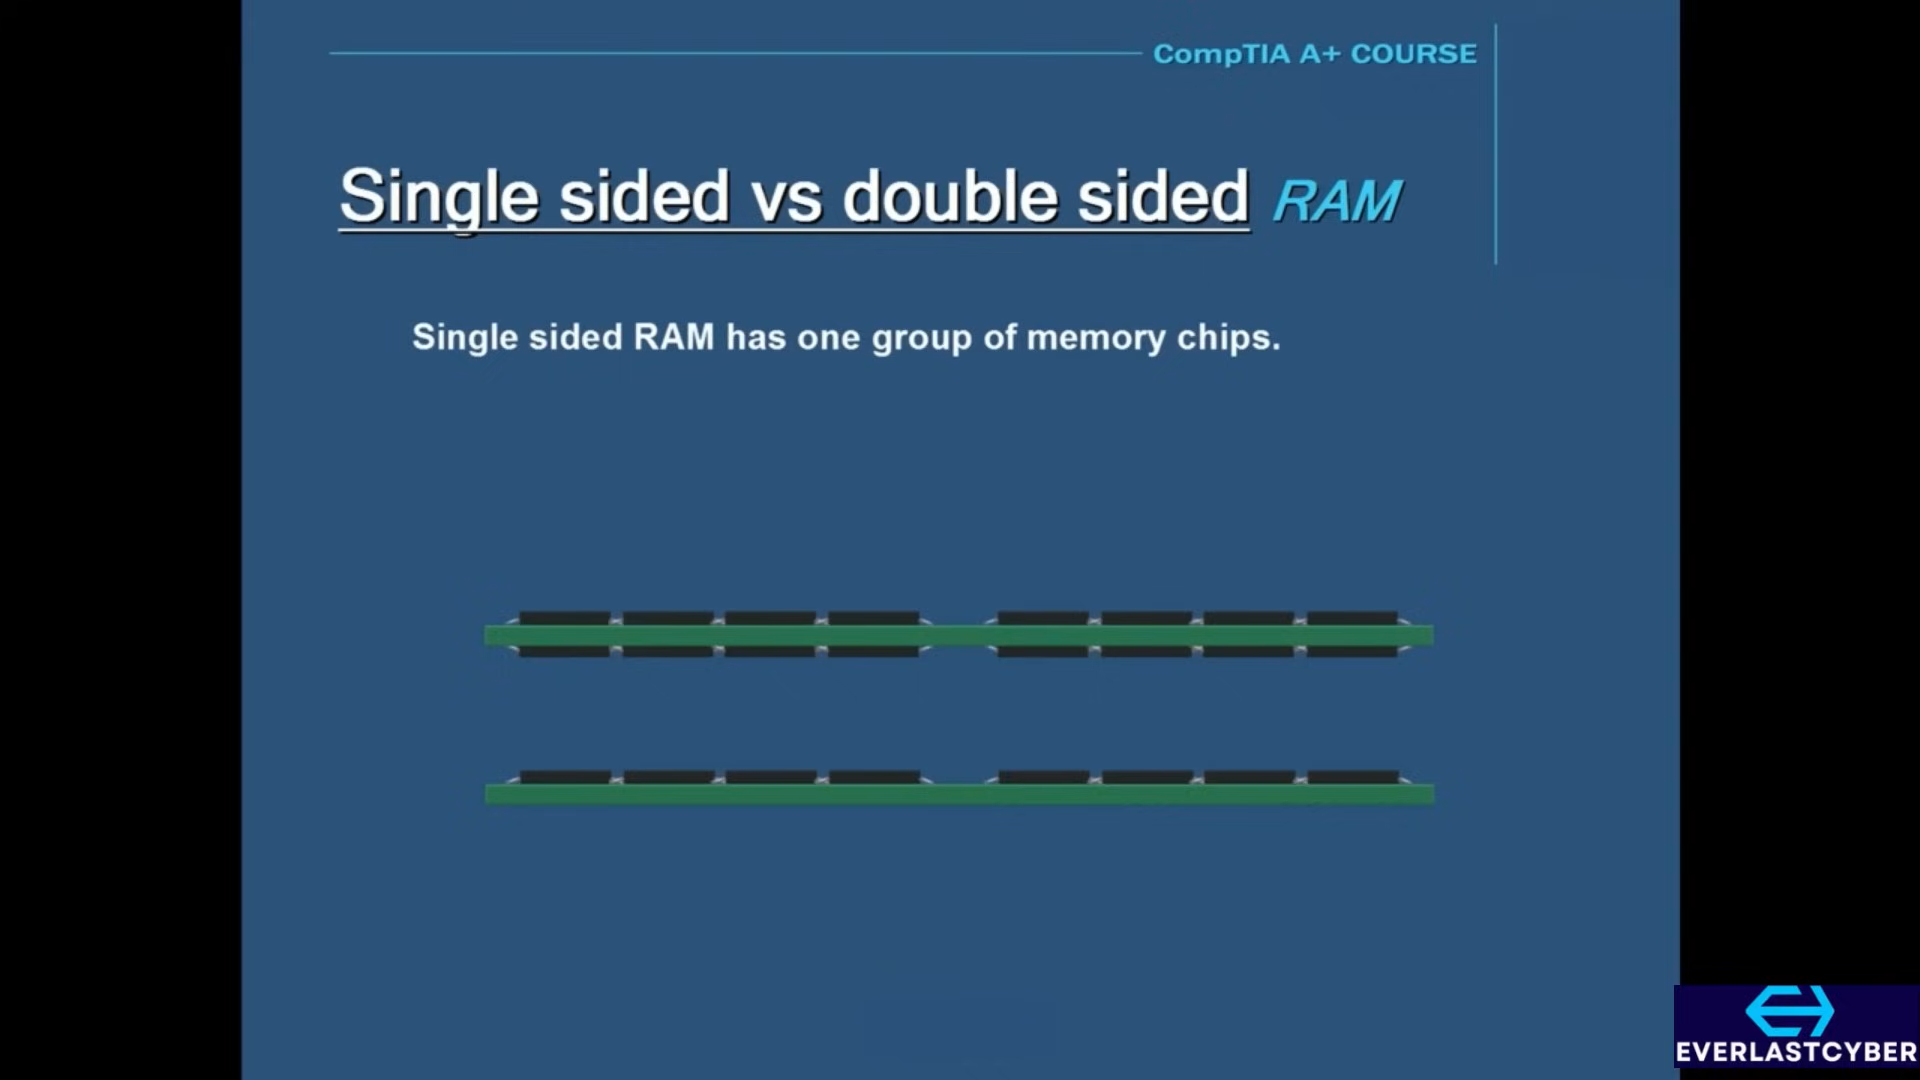 CompTIA A+ COURSE
Single sided vs double sided RAM
Single sided RAM has one group of memory chips.
EVERLASTCYBER